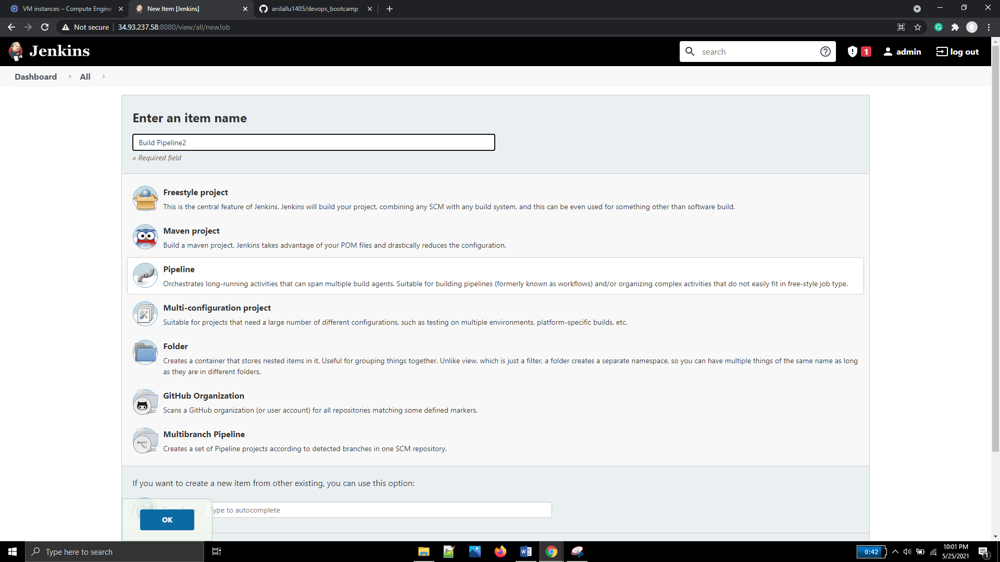 VM instances – Compute Engine
New Item [Jenkins]
anilallu1405/devops_bootcamp
Not secure
34.93.237.58:8080/view/all/newJob
Jenkins
search
1
admin
log out
Dashboard
All
Enter an item name
Build Pipeline2
» Required field
Freestyle project
This is the central feature of Jenkins. Jenkins will build your project, combining any SCM with any build system, and this can be even used for something other than software build.
Maven project
Build a maven project. Jenkins takes advantage of your POM files and drastically reduces the configuration.
Pipeline
Orchestrates long-running activities that can span multiple build agents. Suitable for building pipelines (formerly known as workflows) and/or organizing complex activities that do not easily fit in free-style job type.
Multi-configuration project
Suitable for projects that need a large number of different configurations, such as testing on multiple environments, platform-specific builds, etc.
Folder
Creates a container that stores nested items in it. Useful for grouping things together. Unlike view, which is just a filter, a folder creates a separate namespace, so you can have multiple things of the same name as long
as they are in different folders.
GitHub Organization
Scans a GitHub organization (or user account) for all repositories matching some defined markers.
Multibranch Pipeline
Creates a set of Pipeline projects according to detected branches in one SCM repository.
If you want to create a new item from other existing, you can use this option:
Copy from
Type to autocomplete
OK
Type here to search
0:42
10:01 PM
5/25/2021
1